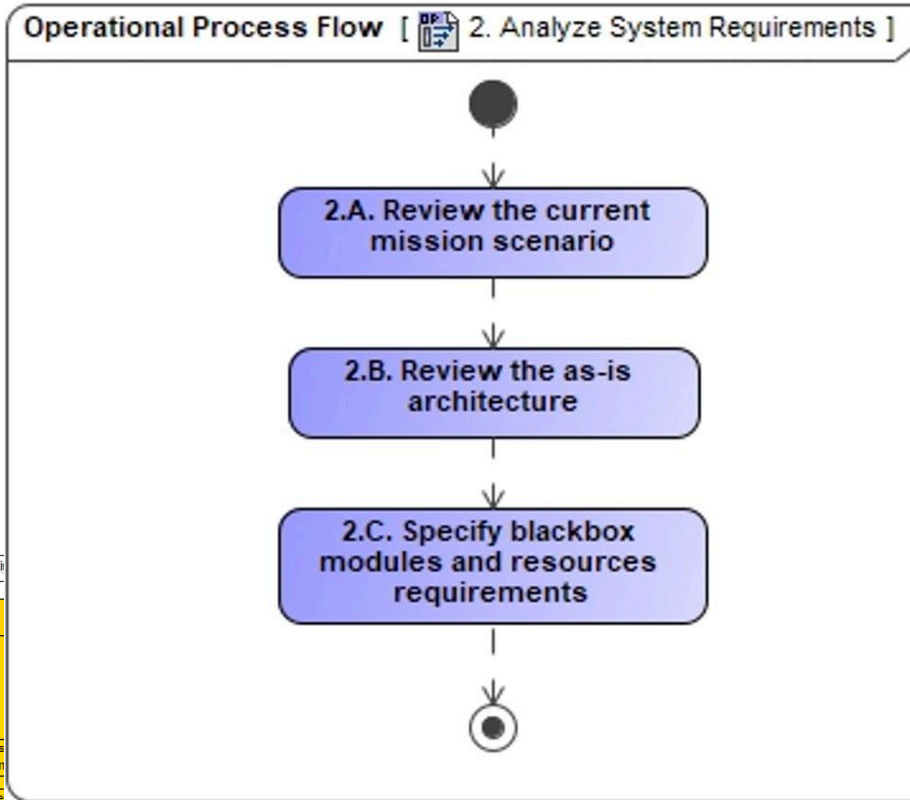 Operational Process Flow [ 2. Analyze System Requirements ]
2.A. Review the current
mission scenario
2.B. Review the as-is
architecture
2.C. Specify blackbox
modules and resources
requirements